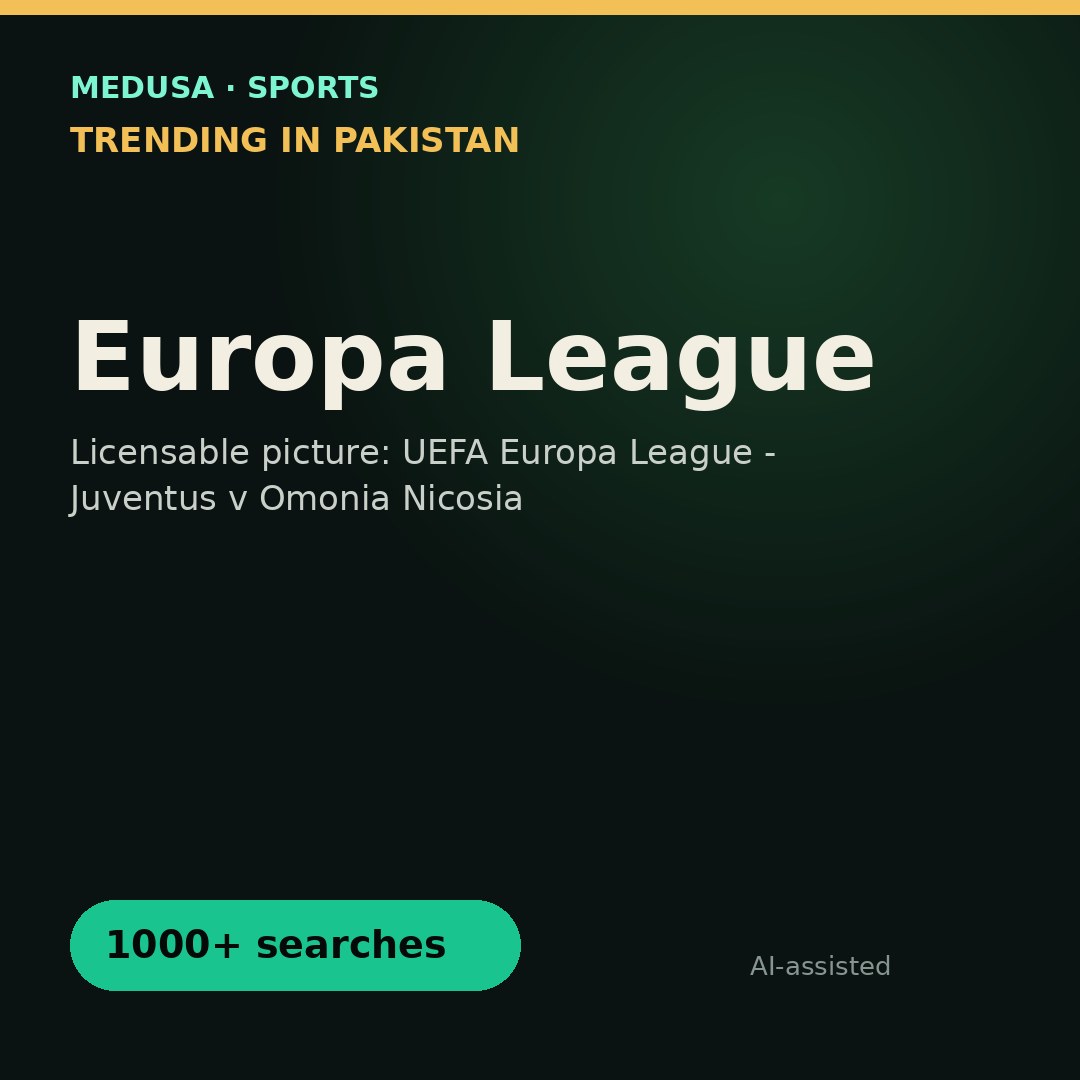 MEDUSA · SPORTS
TRENDING IN PAKISTAN
Europa League
Licensable picture: UEFA Europa League -
Juventus v Omonia Nicosia
1000+ searches
AI-assisted